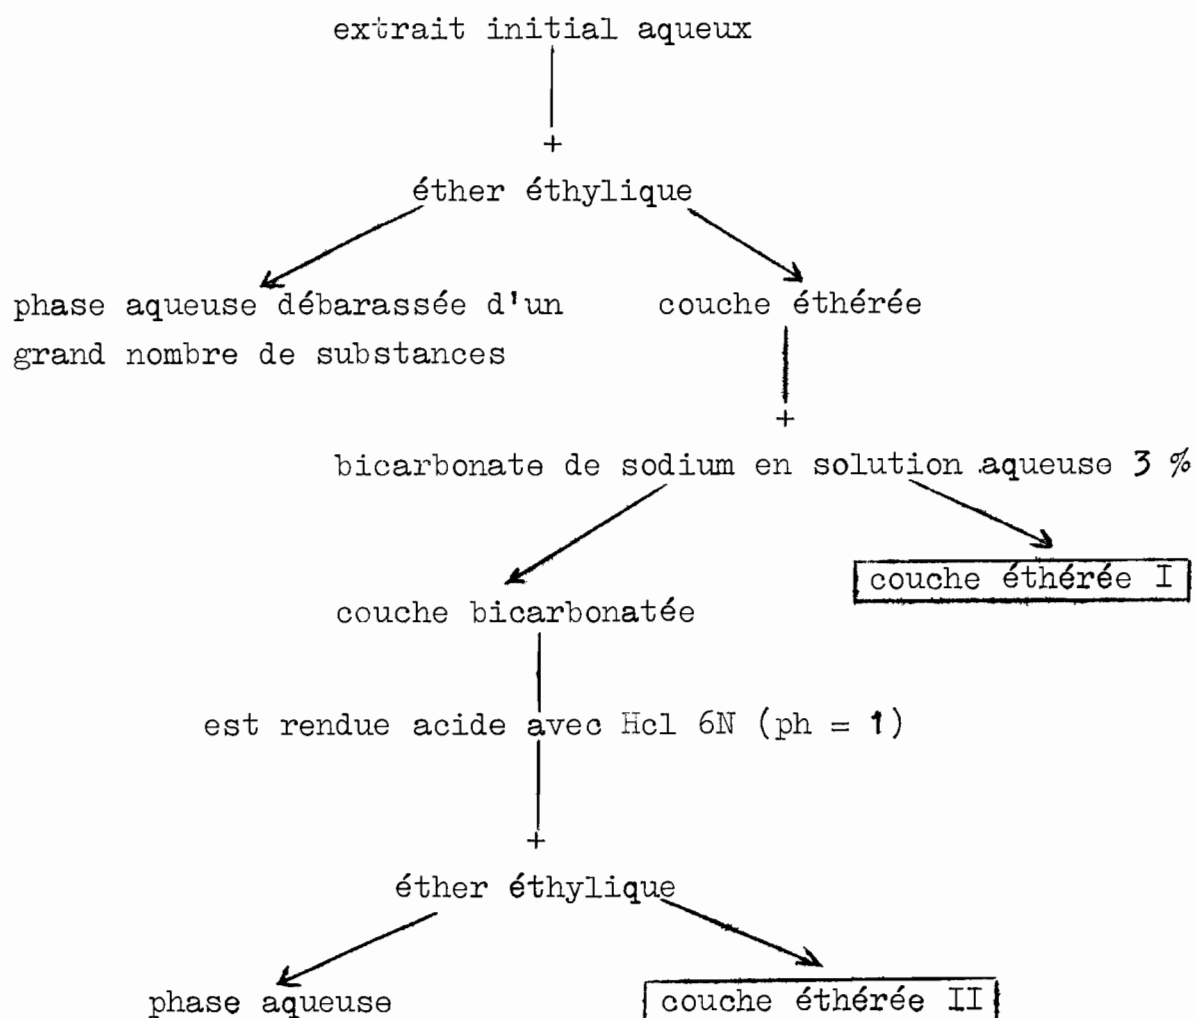 extrait initial aqueux
+
éther éthylique
phase aqueuse débarassée d'un
grand nombre de substances
couche éthérée
+
bicarbonate de sodium en solution aqueuse 3 %
couche éthérée I
couche bicarbonatée
est rendue acide avec Hcl 6N (ph = 1)
+
éther éthylique
phase aqueuse
couche éthérée II